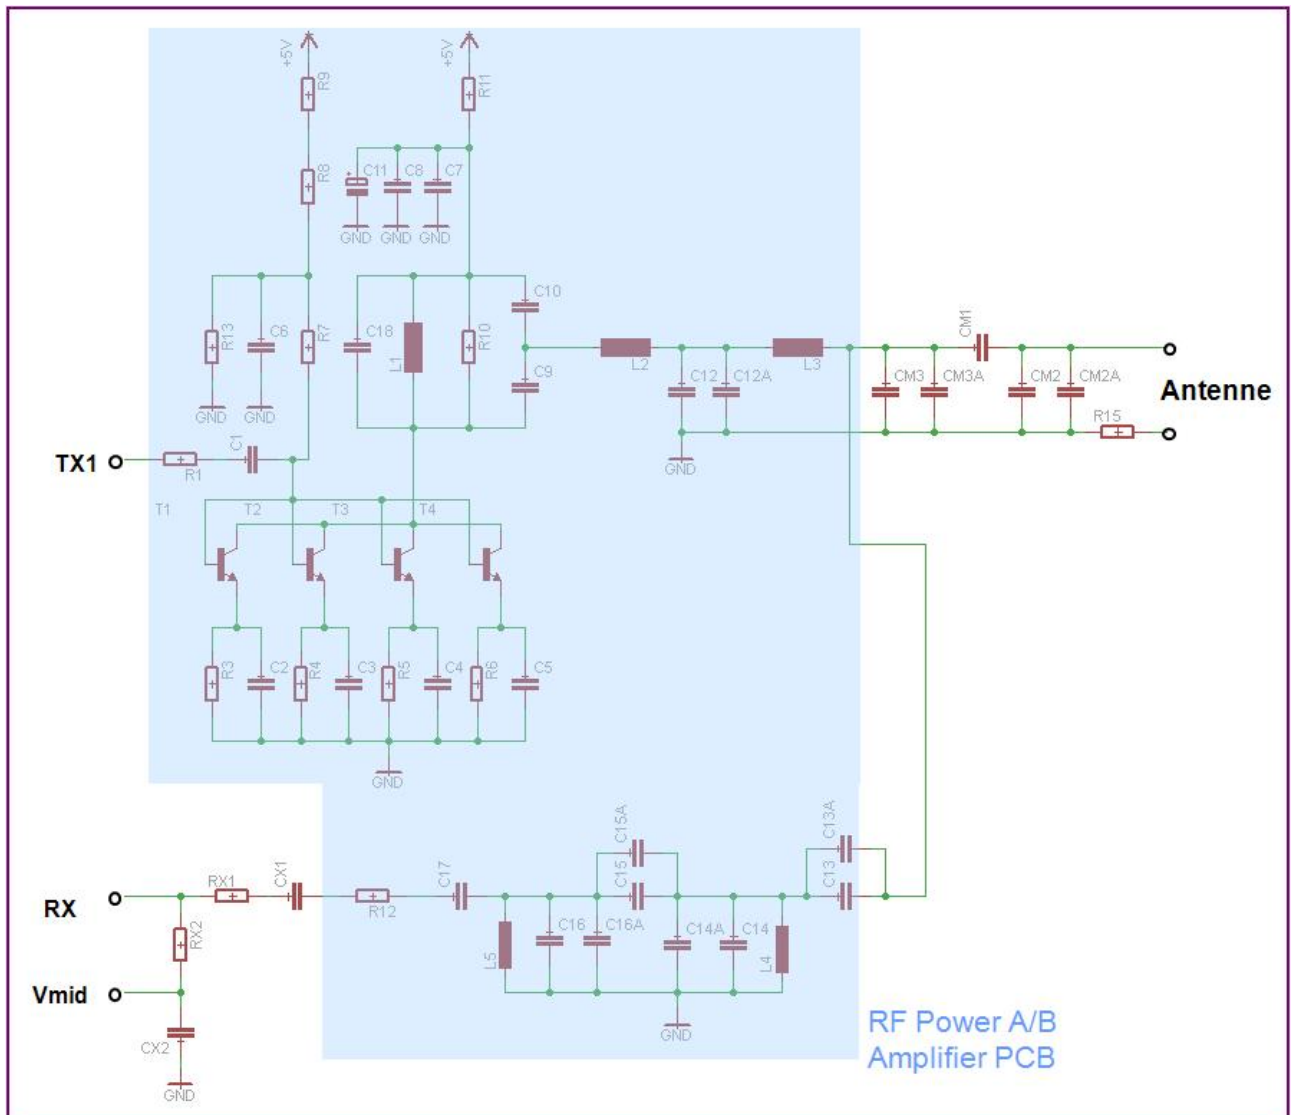 +5V
+5V
R9
R11
R8
C11
C8
C7
GND
GND
GND
C10
R13
C6
R7
C18
L1
R10
C9
CM1
L2
C12
C12A
L3
CM3
CM3A
CM2
CM2A
Antenne
GND
GND
R15
C1
TX1
R1
GND
T1
T2
T3
T4
R3
C2
R4
C3
R5
C4
R6
C5
GND
C15A
C13A
RX1
CX1
C17
C15
C13
RX
R12
RX2
L5
C16
C16A
C14A
C14
L4
Vmid
RF Power A/B
Amplifier PCB
CX2
GND
GND